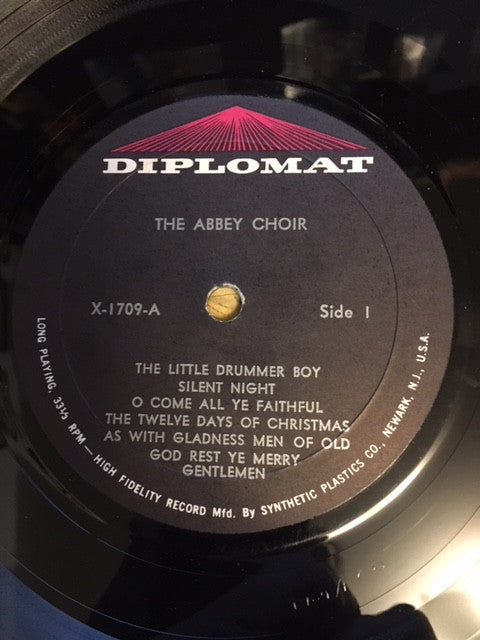 DIPLOMAT
THE ABBEY CHOIR
X-1709-A
Side 1
THE LITTLE DRUMMER BOY
SILENT NIGHT
O COME ALL YE FAITHFUL
THE TWELVE DAYS OF CHRISTMAS
AS WITH GLADNESS MEN OF OLD
GOD REST YE MERRY
GENTLEMEN
LONG PLAYING, 33⅓ RPM — HIGH FIDELITY RECORD Mfd. By SYNTHETIC PLASTICS CO., NEWARK, N.J., U.S.A.